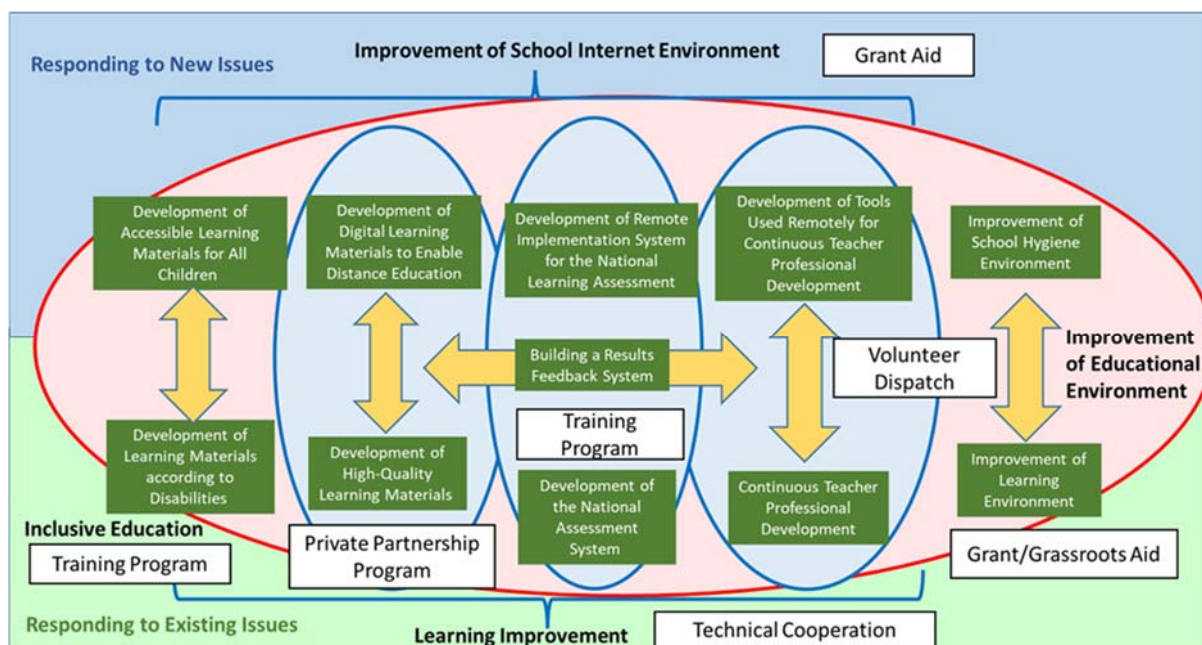 Improvement of School Internet Environment
Grant Aid
Responding to New Issues
Development of
Accessible Learning
Materials for All
Children
Development of
Digital Learning
Materials to Enable
Distance Education
Development of Remote
Implementation System
for the National
Learning Assessment
Development of Tools
Used Remotely for
Continuous Teacher
Professional
Development
Improvement of
School Hygiene
Environment
Building a Results
Feedback System
Volunteer
Dispatch
Improvement
of Educational
Environment
Training
Program
Development of
Learning Materials
according to
Disabilities
Development of
High-Quality
Learning Materials
Development of
the National
Assessment
System
Continuous Teacher
Professional
Development
Improvement of
Learning
Environment
Inclusive Education
Training Program
Private Partnership
Program
Grant/Grassroots Aid
Responding to Existing Issues
Learning Improvement
Technical Cooperation